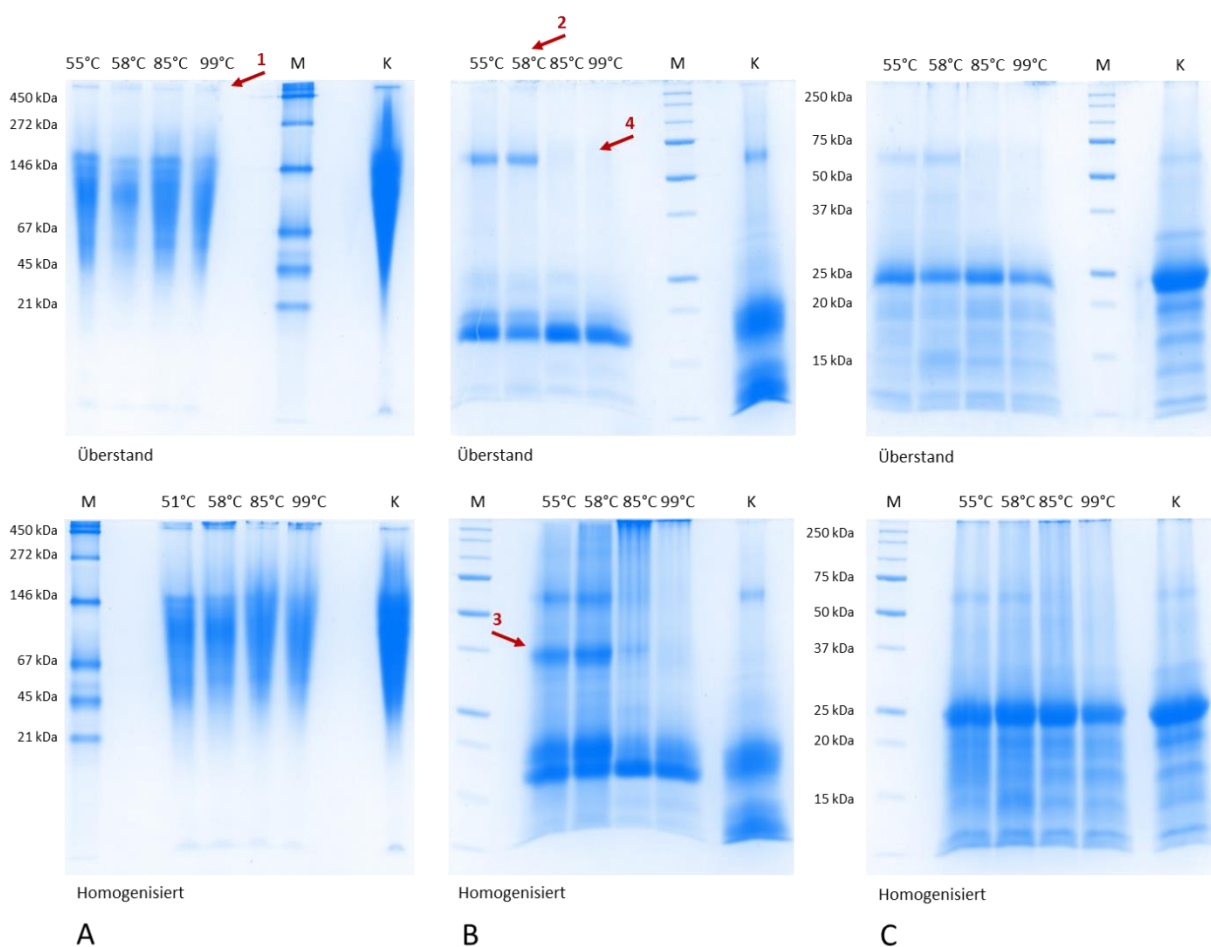 2
1
55°C 58°C 85°C 99°C M K
55°C 58°C 85°C 99°C M K
55°C 58°C 85°C 99°C M K
450 kDa
272 kDa
146 kDa
67 kDa
45 kDa
21 kDa
4
250 kDa
75 kDa
50 kDa
37 kDa
25 kDa
20 kDa
15 kDa
Überstand
Überstand
Überstand
M 51°C 58°C 85°C 99°C K
M 55°C 58°C 85°C 99°C K
M 55°C 58°C 85°C 99°C K
450 kDa
272 kDa
146 kDa
67 kDa
45 kDa
21 kDa
3
250 kDa
75 kDa
50 kDa
37 kDa
25 kDa
20 kDa
15 kDa
Homogenisiert
Homogenisiert
Homogenisiert
A
B
C